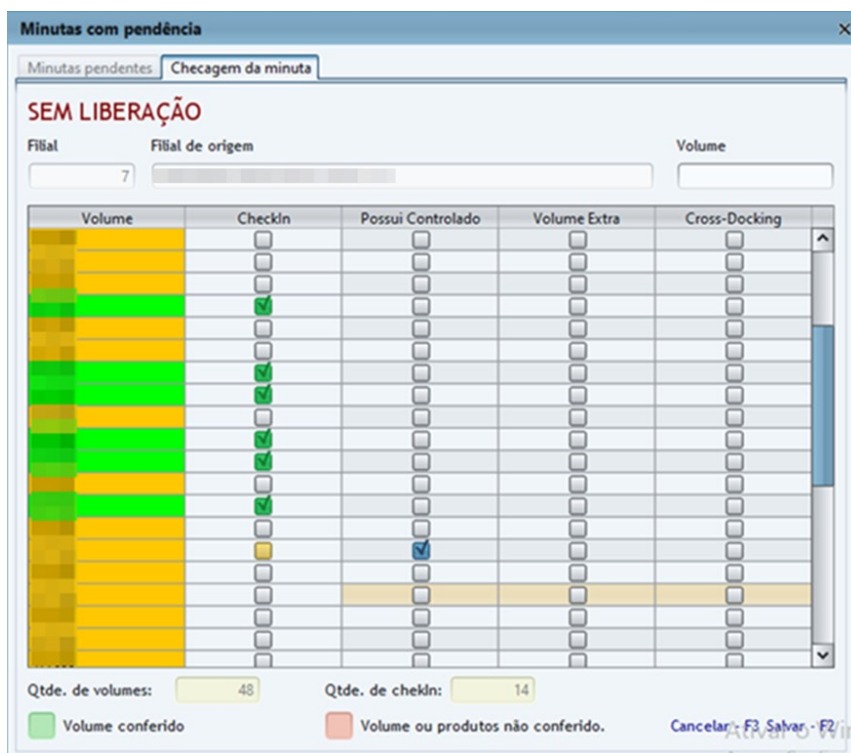 Minutas com pendência
Minutas pendentes Checagem da minuta
SEM LIBERAÇÃO
Filial Filial de origem Volume
7
Volume CheckIn Possui Controlado Volume Extra Cross-Docking
Qtde. de volumes: 48 Qtde. de chekIn: 14
Volume conferido Volume ou produtos não conferido. Cancelar - F3 Salvar - F2
Ativar o Win